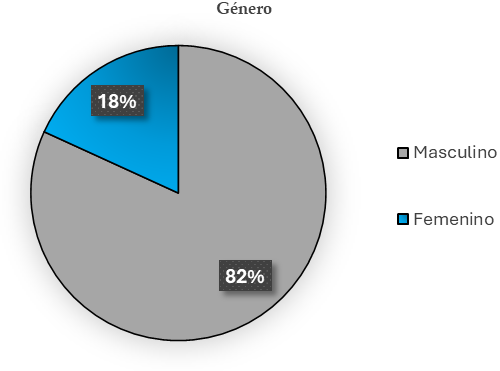 Género
18%
Masculino
Femenino
82%